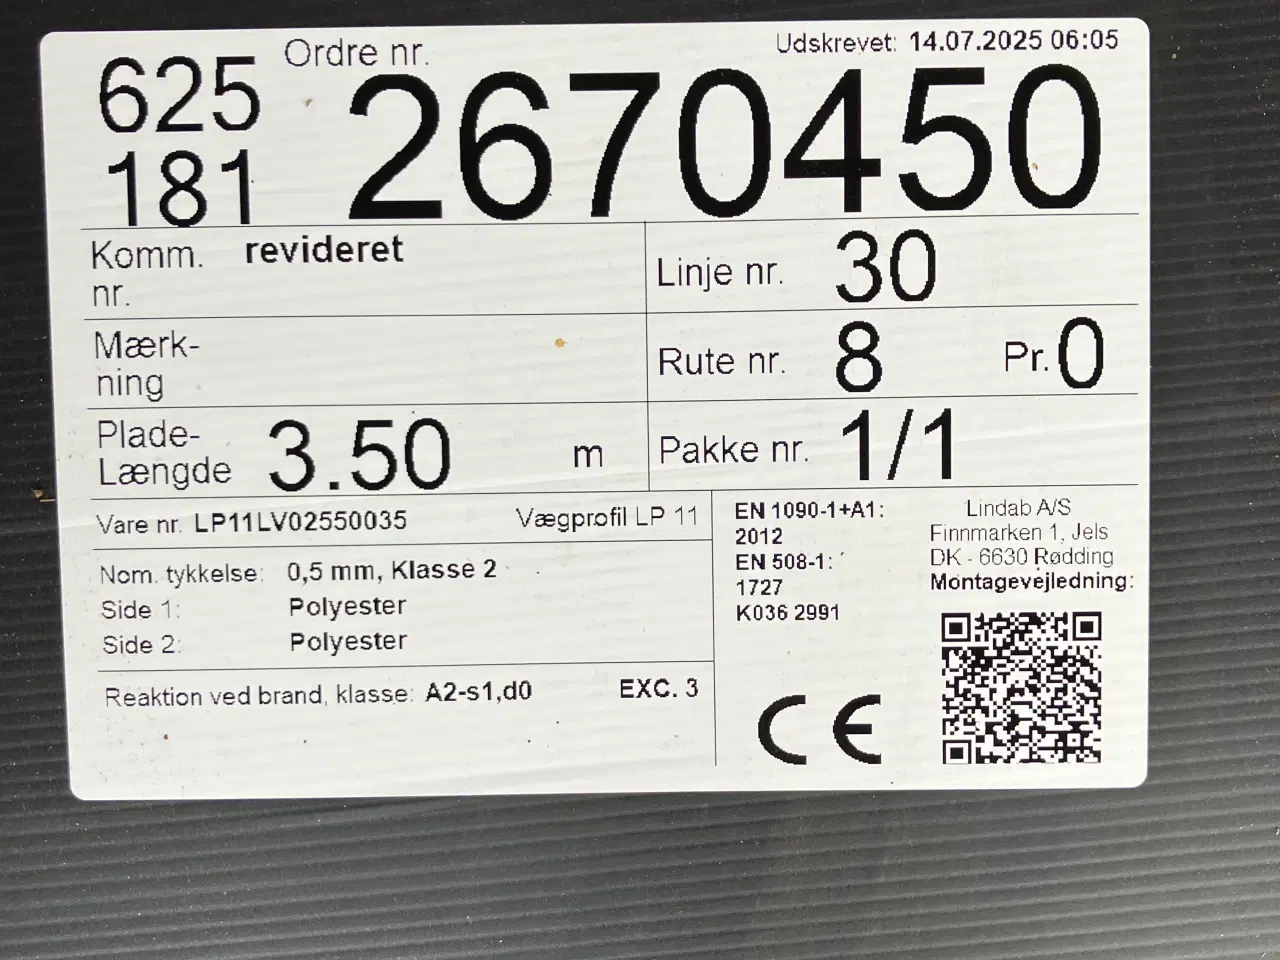 625
181
Ordre nr.
2670450
Udskrevet: 14.07.2025 06:05
Komm. nr. revideret
Linje nr. 30
Mærk-
ning
Rute nr. 8 Pr. 0
Plade-
Længde 3.50 m
Pakke nr. 1/1
Vare nr. LP11LV02550035 Vægprofil LP 11
Nom. tykkelse: 0,5 mm, Klasse 2
Side 1: Polyester
Side 2: Polyester
Reaktion ved brand, klasse: A2-s1,d0 EXC. 3
EN 1090-1+A1:
2012
EN 508-1:
1727
K036 2991
CE
Lindab A/S
Finnmarken 1, Jels
DK - 6630 Rødding
Montagevejledning: